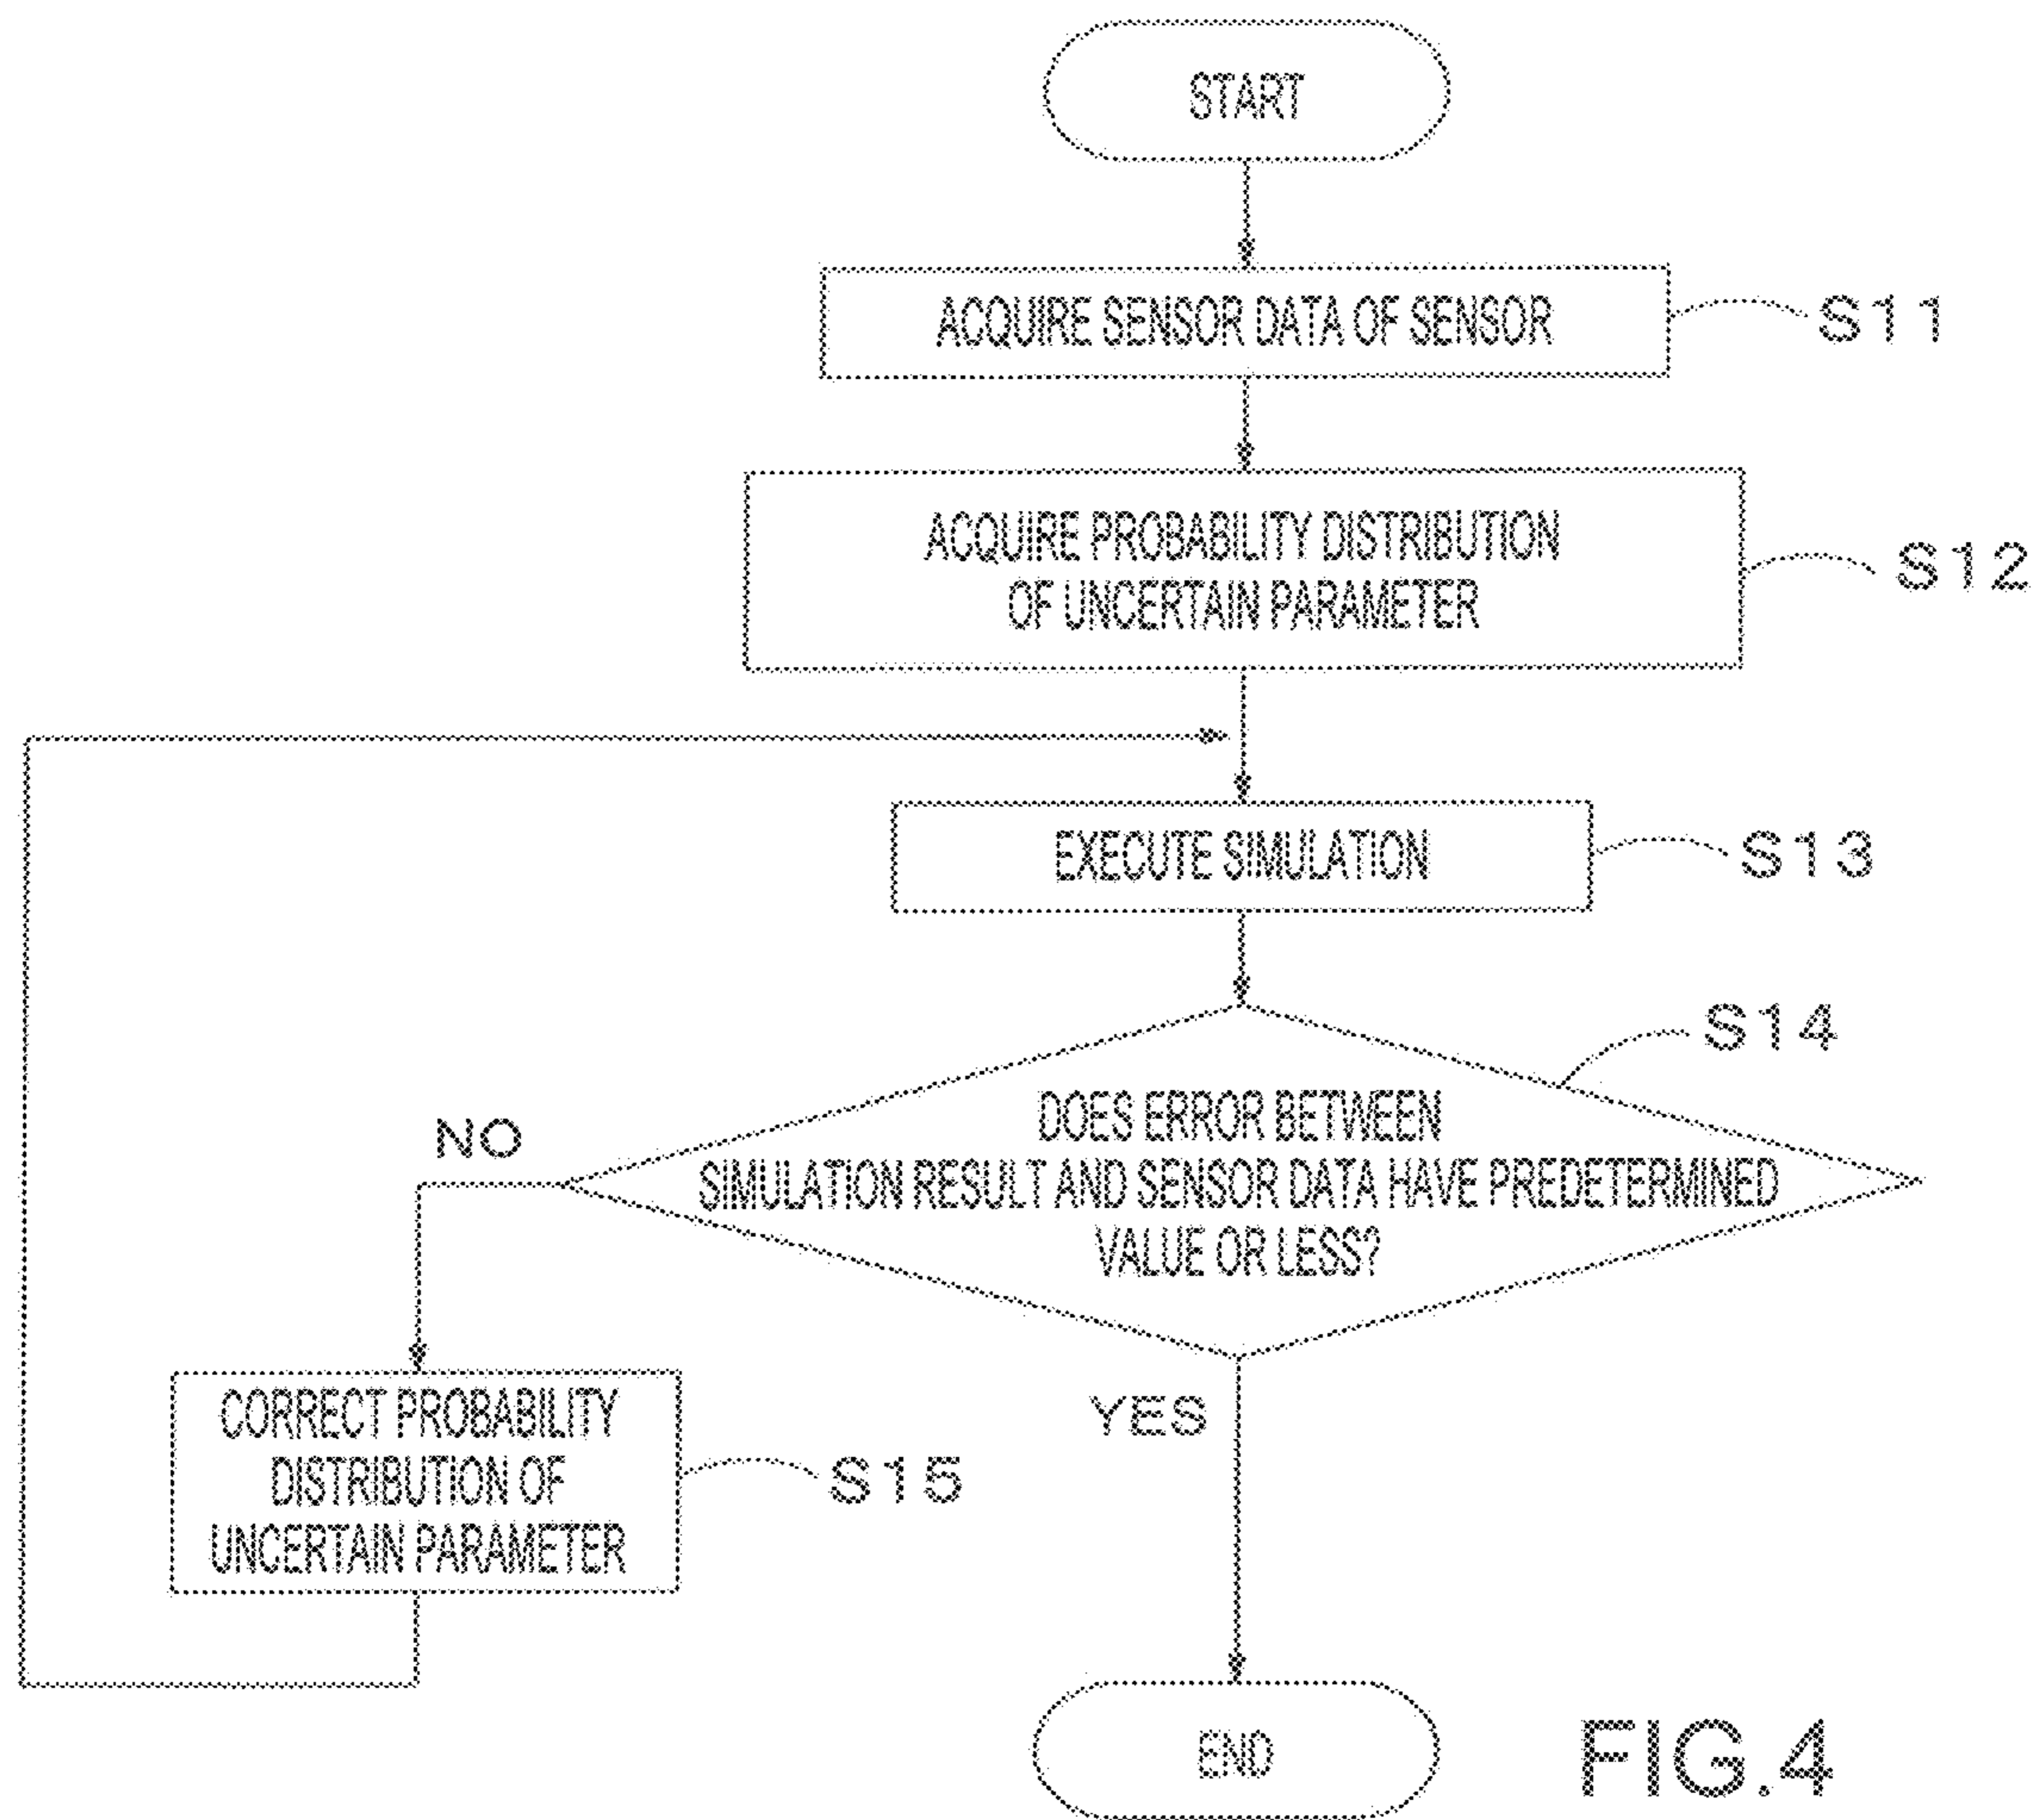 START
ACQUIRE SENSOR DATA OF SENSOR
S11
ACQUIRE PROBABILITY DISTRIBUTION
OF UNCERTAIN PARAMETER
S12
EXECUTE SIMULATION
S13
S14
DOES ERROR BETWEEN
SIMULATION RESULT AND SENSOR DATA HAVE PREDETERMINED
VALUE OR LESS?
NO
YES
CORRECT PROBABILITY
DISTRIBUTION OF
UNCERTAIN PARAMETER
S15
END
FIG.4